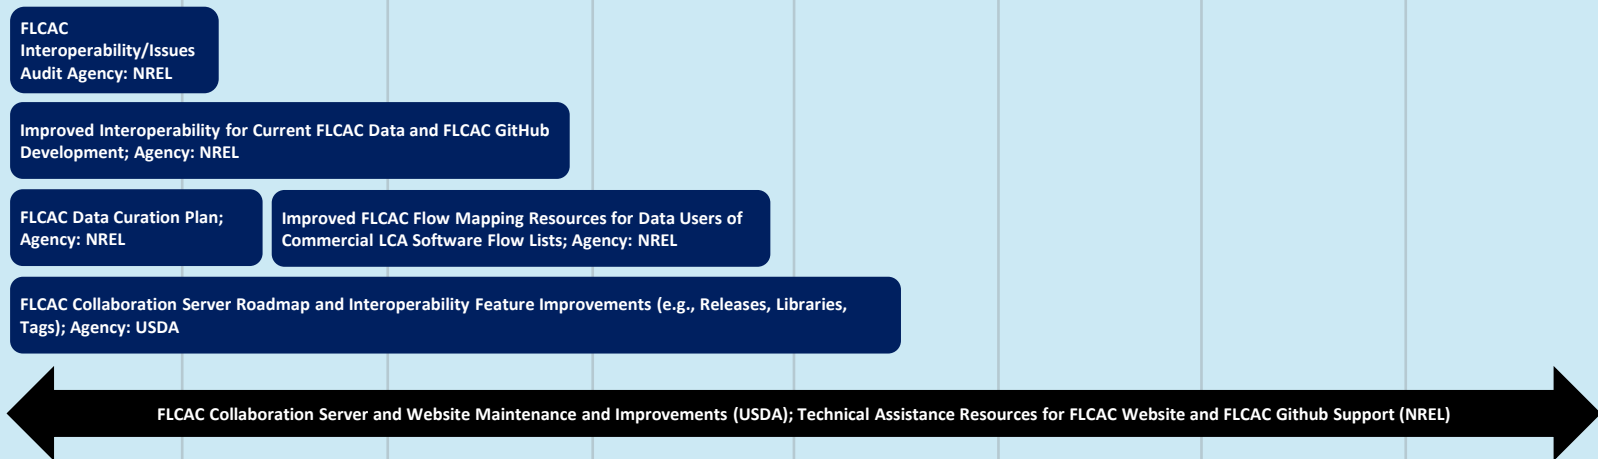 FLCAC
Interoperability/Issues
Audit Agency: NREL
Improved Interoperability for Current FLCAC Data and FLCAC GitHub
Development; Agency: NREL
FLCAC Data Curation Plan;
Agency: NREL
Improved FLCAC Flow Mapping Resources for Data Users of
Commercial LCA Software Flow Lists; Agency: NREL
FLCAC Collaboration Server Roadmap and Interoperability Feature Improvements (e.g., Releases, Libraries,
Tags); Agency: USDA
FLCAC Collaboration Server and Website Maintenance and Improvements (USDA); Technical Assistance Resources for FLCAC Website and FLCAC Github Support (NREL)